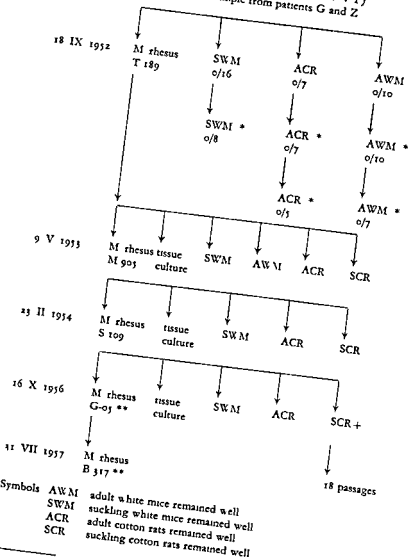 from patients G and Z
18 IX 1952
M rhesus
T 189
SWM
0/16
ACR
0/7
AWM
0/10
SWM *
0/8
ACR *
0/7
AWM *
0/10
ACR *
0/5
AWM *
0/7
9 V 1953
M rhesus
M 905
tissue
culture
SWM
AWM
ACR
SCR
23 II 1954
M rhesus
S 109
tissue
culture
SWM
ACR
SCR
16 X 1956
M rhesus
G-05 **
tissue
culture
SWM
ACR
SCR+
31 VII 1957
M rhesus
B 317 **
18 passages
Symbols AWM adult white mice remained well
SWM suckling white mice remained well
ACR adult cotton rats remained well
SCR suckling cotton rats remained well